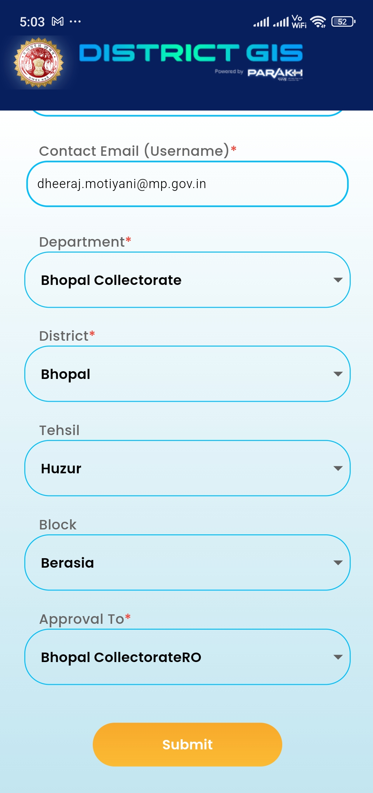 5:03
Vo
WiFi
52
DISTRICT GIS
Powered by PARAKH
Contact Email (Username)*
dheeraj.motiyani@mp.gov.in
Department*
Bhopal Collectorate
District*
Bhopal
Tehsil
Huzur
Block
Berasia
Approval To*
Bhopal CollectorateRO
Submit